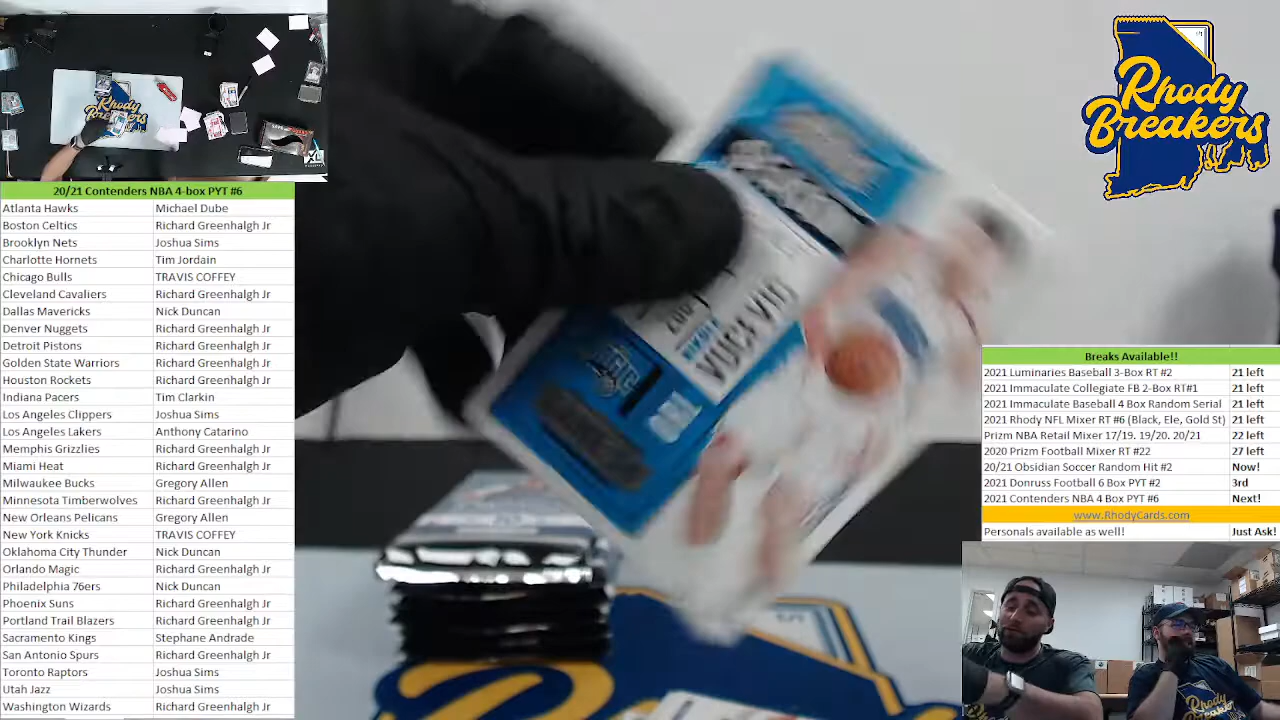 20/21 Contenders NBA 4-box PYT #6
Atlanta Hawks Michael Dube
Boston Celtics Richard Greenhalgh Jr
Brooklyn Nets Joshua Sims
Charlotte Hornets Tim Jordain
Chicago Bulls TRAVIS COFFEY
Cleveland Cavaliers Richard Greenhalgh Jr
Dallas Mavericks Nick Duncan
Denver Nuggets Richard Greenhalgh Jr
Detroit Pistons Richard Greenhalgh Jr
Golden State Warriors Richard Greenhalgh Jr
Houston Rockets Richard Greenhalgh Jr
Indiana Pacers Tim Clarkin
Los Angeles Clippers Joshua Sims
Los Angeles Lakers Anthony Catarino
Memphis Grizzlies Richard Greenhalgh Jr
Miami Heat Richard Greenhalgh Jr
Milwaukee Bucks Gregory Allen
Minnesota Timberwolves Richard Greenhalgh Jr
New Orleans Pelicans Gregory Allen
New York Knicks TRAVIS COFFEY
Oklahoma City Thunder Nick Duncan
Orlando Magic Richard Greenhalgh Jr
Philadelphia 76ers Nick Duncan
Phoenix Suns Richard Greenhalgh Jr
Portland Trail Blazers Richard Greenhalgh Jr
Sacramento Kings Stephane Andrade
San Antonio Spurs Richard Greenhalgh Jr
Toronto Raptors Joshua Sims
Utah Jazz Joshua Sims
Washington Wizards Richard Greenhalgh Jr
Rhody
Breakers
VUCEVIC
Rhody
Breakers
Breaks Available!!
2021 Luminaries Baseball 3-Box RT #2 21 left
2021 Immaculate Collegiate FB 2-Box RT#1 21 left
2021 Immaculate Baseball 4 Box Random Serial 21 left
2021 Rhody NFL Mixer RT #6 (Black, Ele, Gold St) 21 left
Prizm NBA Retail Mixer 17/19. 19/20. 20/21 22 left
2020 Prizm Football Mixer RT #22 27 left
20/21 Obsidian Soccer Random Hit #2 Now!
2021 Donruss Football 6 Box PYT #2 3rd
2021 Contenders NBA 4 Box PYT #6 Next!
www.RhodyCards.com
Personals available as well! Just Ask!